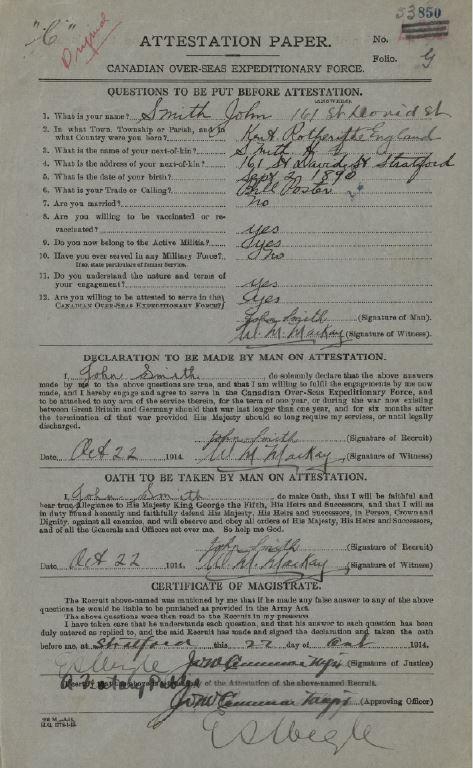 "C"
Original
53850
ATTESTATION PAPER.
No.
Folio.
CANADIAN OVER-SEAS EXPEDITIONARY FORCE.
QUESTIONS TO BE PUT BEFORE ATTESTATION.
(ANSWERS)
1. What is your name? Smith John 161 St David St
2. In what Town, Township or Parish, and in
what Country were you born? Kent Rotherhithe England
3. What is the name of your next-of-kin? Smith
4. What is the address of your next-of-kin? 161 St Davids St Stratford
5. What is the date of your birth? Sept 2 1890
6. What is your Trade or Calling? Bill Poster
7. Are you married? no
8. Are you willing to be vaccinated or re-
vaccinated? yes
9. Do you now belong to the Active Militia? yes
10. Have you ever served in any Military Force? no
If so, state particulars of former Service.
11. Do you understand the nature and terms of
your engagement? yes
12. Are you willing to be attested to serve in the
CANADIAN OVER-SEAS EXPEDITIONARY FORCE? yes
John Smith (Signature of Man).
W. M. MacKay (Signature of Witness).
DECLARATION TO BE MADE BY MAN ON ATTESTATION.
I, John Smith, do solemnly declare that the above answers
made by me to the above questions are true, and that I am willing to fulfil the engagements by me now
made, and I hereby engage and agree to serve in the Canadian Over-Seas Expeditionary Force, and
to be attached to any arm of the service therein, for the term of one year, or during the war now existing
between Great Britain and Germany should that war last longer than one year, and for six months after
the termination of that war provided His Majesty should so long require my services, or until legally
discharged.
John Smith (Signature of Recruit)
Date Oct 22 1914. W. M. MacKay (Signature of Witness)
OATH TO BE TAKEN BY MAN ON ATTESTATION.
I, John Smith, do make Oath, that I will be faithful and
bear true Allegiance to His Majesty King George the Fifth, His Heirs and Successors, and that I will as
in duty bound honestly and faithfully defend His Majesty, His Heirs and Successors, in Person, Crown and
Dignity, against all enemies, and will observe and obey all orders of His Majesty, His Heirs and Successors,
and of all the Generals and Officers set over me. So help me God.
John Smith (Signature of Recruit)
Date Oct 22 1914. W. M. MacKay (Signature of Witness)
CERTIFICATE OF MAGISTRATE.
The Recruit above-named was cautioned by me that if he made any false answer to any of the above
questions he would be liable to be punished as provided in the Army Act.
The above questions were then read to the Recruit in my presence.
I have taken care that he understands each question, and that his answer to each question has been
duly entered as replied to, and the said Recruit has made and signed the declaration and taken the oath
before me, at Stratford this 22 day of Oct 1914.
(Signature of Justice)
of the Attestation of the above-named Recruit.
(Approving Officer)